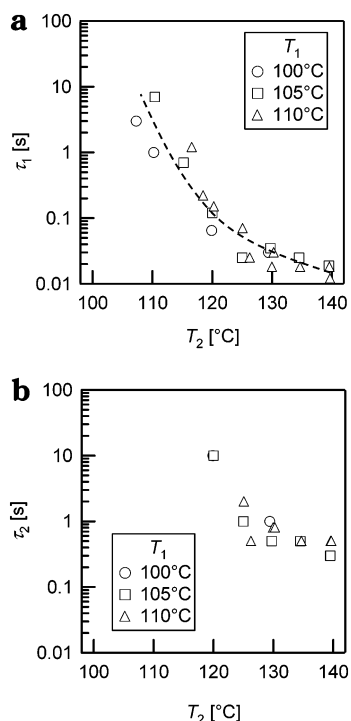 a
100
10
1
0.1
0.01
τ₁ [s]
T₁
○ 100°C
□ 105°C
△ 110°C
100 110 120 130 140
T₂ [°C]
b
100
10
1
0.1
0.01
τ₂ [s]
T₁
○ 100°C
□ 105°C
△ 110°C
100 110 120 130 140
T₂ [°C]